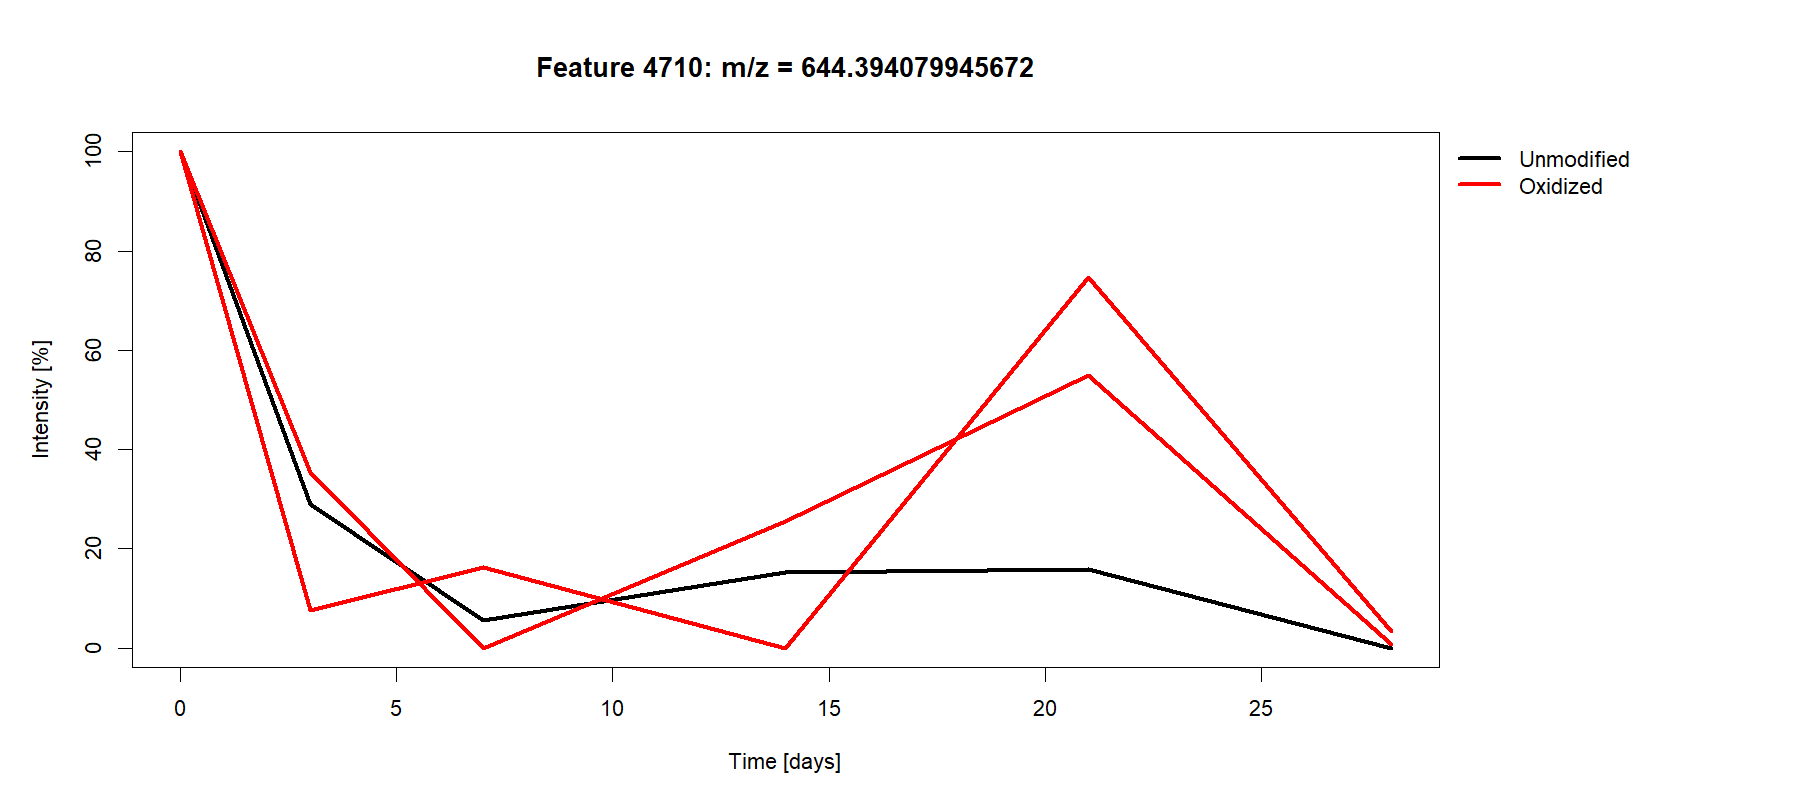 Feature 4710: m/z = 644.394079945672
Unmodified
Oxidized
Intensity [%]
100
80
60
40
20
0
0 5 10 15 20 25
Time [days]